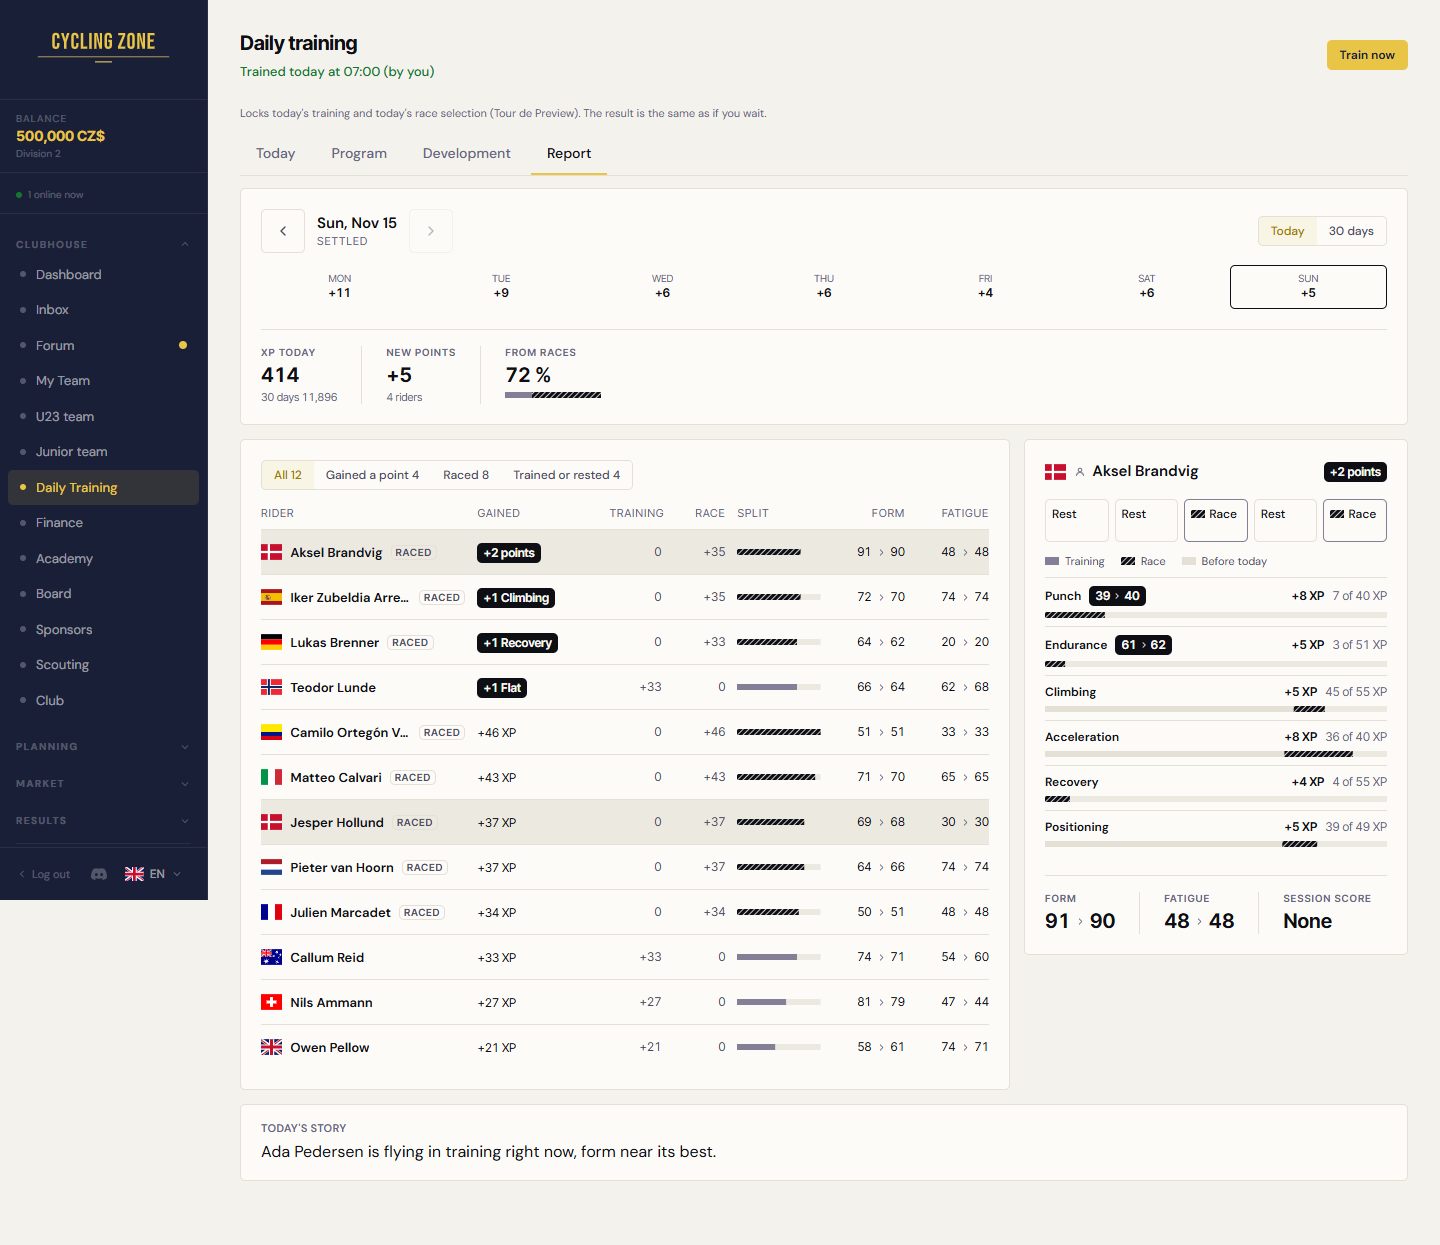 CYCLING ZONE
BALANCE
500,000 CZ$
Division 2
1 online now
CLUBHOUSE
Dashboard
Inbox
Forum
My Team
U23 team
Junior team
Daily Training
Finance
Academy
Board
Sponsors
Scouting
Club
PLANNING
MARKET
RESULTS
Log out EN
Daily training
Trained today at 07:00 (by you)
Train now
Locks today's training and today's race selection (Tour de Preview). The result is the same as if you wait.
Today Program Development Report
Sun, Nov 15
SETTLED
Today 30 days
MON TUE WED THU FRI SAT SUN
+11 +9 +6 +6 +4 +6 +5
XP TODAY NEW POINTS FROM RACES
414 +5 72 %
30 days 11,896 4 riders
All 12 Gained a point 4 Raced 8 Trained or rested 4
RIDER GAINED TRAINING RACE SPLIT FORM FATIGUE
Aksel Brandvig RACED +2 points 0 +35 91 › 90 48 › 48
Iker Zubeldia Arre... RACED +1 Climbing 0 +35 72 › 70 74 › 74
Lukas Brenner RACED +1 Recovery 0 +33 64 › 62 20 › 20
Teodor Lunde +1 Flat +33 0 66 › 64 62 › 68
Camilo Ortegón V... RACED +46 XP 0 +46 51 › 51 33 › 33
Matteo Calvari RACED +43 XP 0 +43 71 › 70 65 › 65
Jesper Hollund RACED +37 XP 0 +37 69 › 68 30 › 30
Pieter van Hoorn RACED +37 XP 0 +37 64 › 66 74 › 74
Julien Marcadet RACED +34 XP 0 +34 50 › 51 48 › 48
Callum Reid +33 XP +33 0 74 › 71 54 › 60
Nils Ammann +27 XP +27 0 81 › 79 47 › 44
Owen Pellow +21 XP +21 0 58 › 61 74 › 71
Aksel Brandvig +2 points
Rest Rest Race Rest Race
Training Race Before today
Punch 39 › 40 +8 XP 7 of 40 XP
Endurance 61 › 62 +5 XP 3 of 51 XP
Climbing +5 XP 45 of 55 XP
Acceleration +8 XP 36 of 40 XP
Recovery +4 XP 4 of 55 XP
Positioning +5 XP 39 of 49 XP
FORM FATIGUE SESSION SCORE
91 › 90 48 › 48 None
TODAY'S STORY
Ada Pedersen is flying in training right now, form near its best.